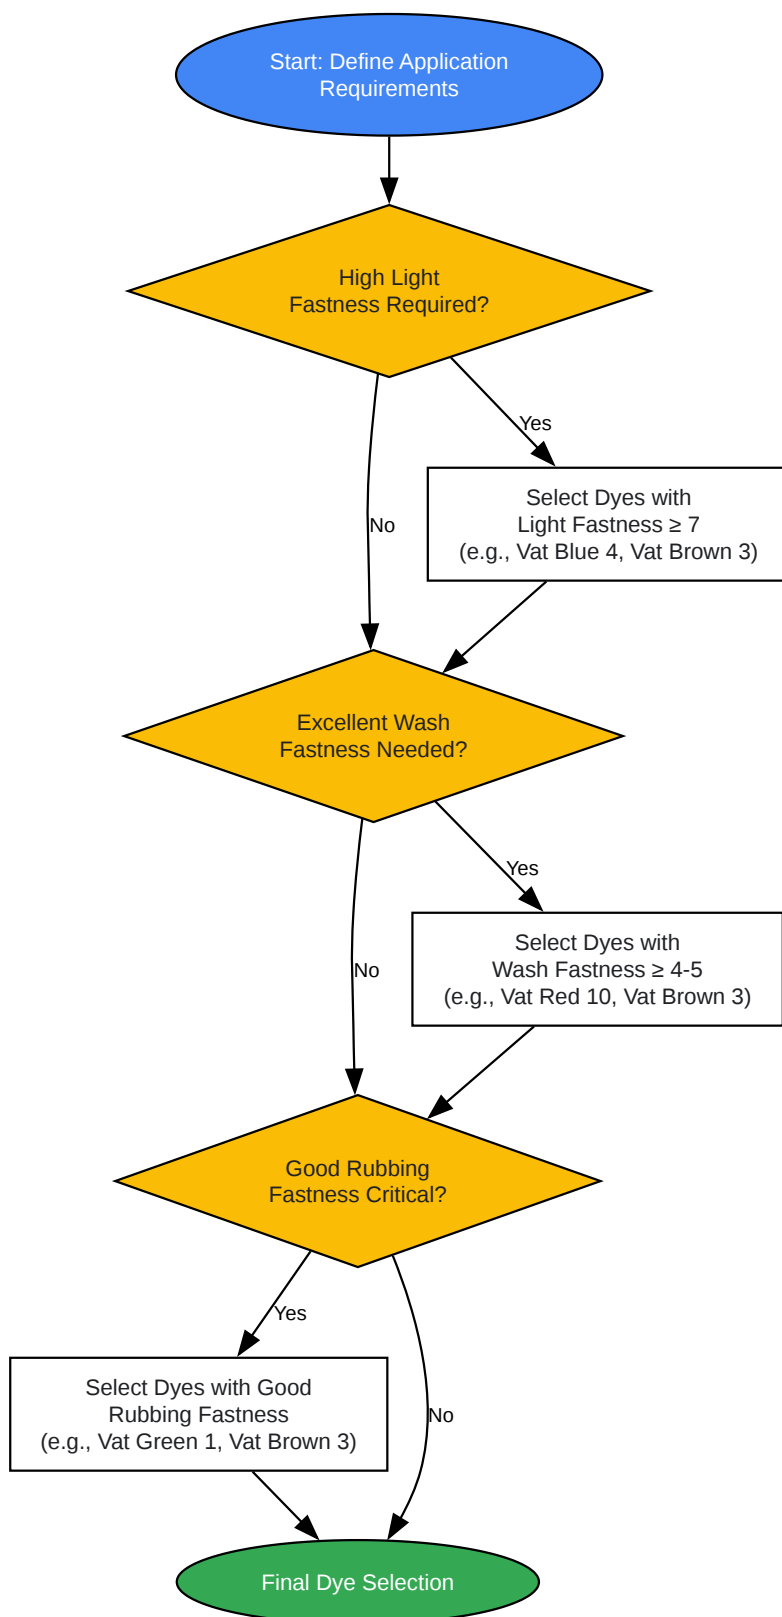 Start: Define Application
Requirements
High Light
Fastness Required?
Yes
No
Select Dyes with
Light Fastness ≥ 7
(e.g., Vat Blue 4, Vat Brown 3)
Excellent Wash
Fastness Needed?
Yes
No
Select Dyes with
Wash Fastness ≥ 4-5
(e.g., Vat Red 10, Vat Brown 3)
Good Rubbing
Fastness Critical?
Yes
No
Select Dyes with Good
Rubbing Fastness
(e.g., Vat Green 1, Vat Brown 3)
Final Dye Selection